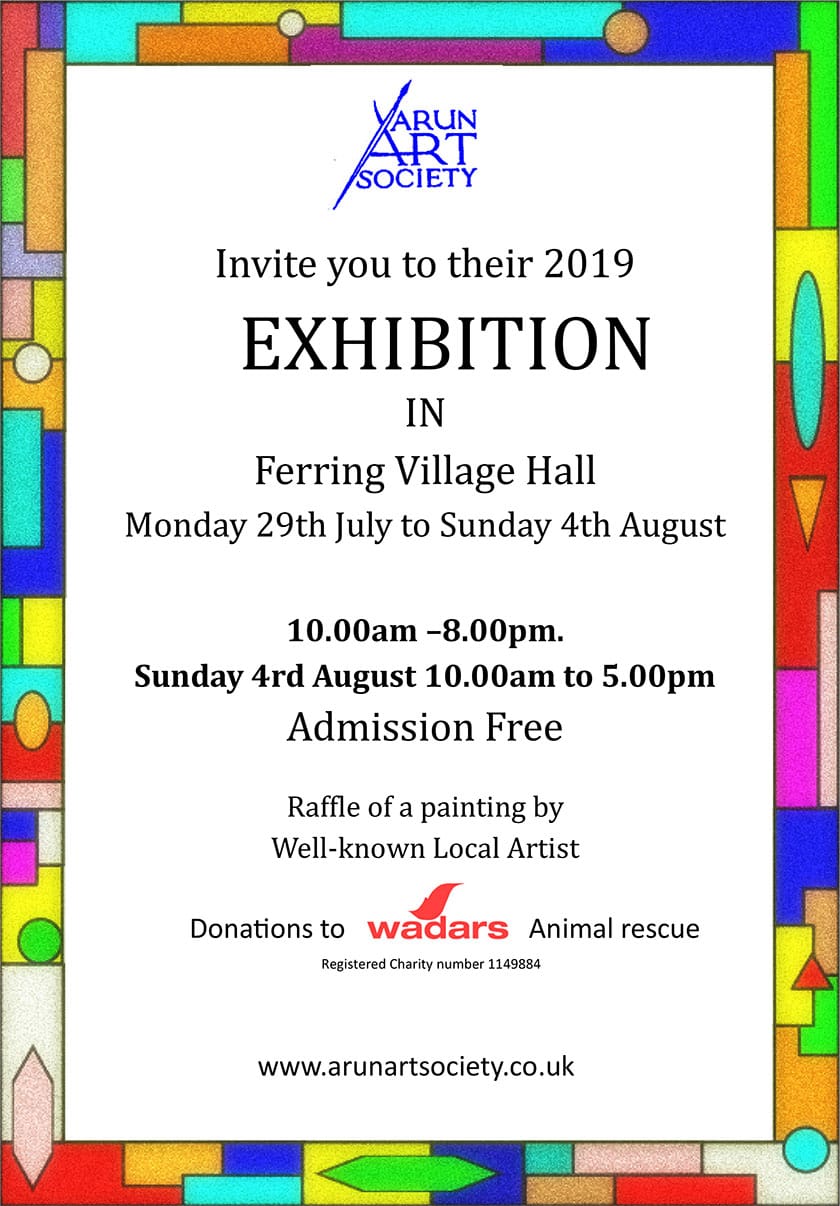 ARUN
ART
SOCIETY
Invite you to their 2019
EXHIBITION
IN
Ferring Village Hall
Monday 29th July to Sunday 4th August
10.00am –8.00pm.
Sunday 4rd August 10.00am to 5.00pm
Admission Free
Raffle of a painting by
Well-known Local Artist
Donations to wadars Animal rescue
Registered Charity number 1149884
www.arunartsociety.co.uk